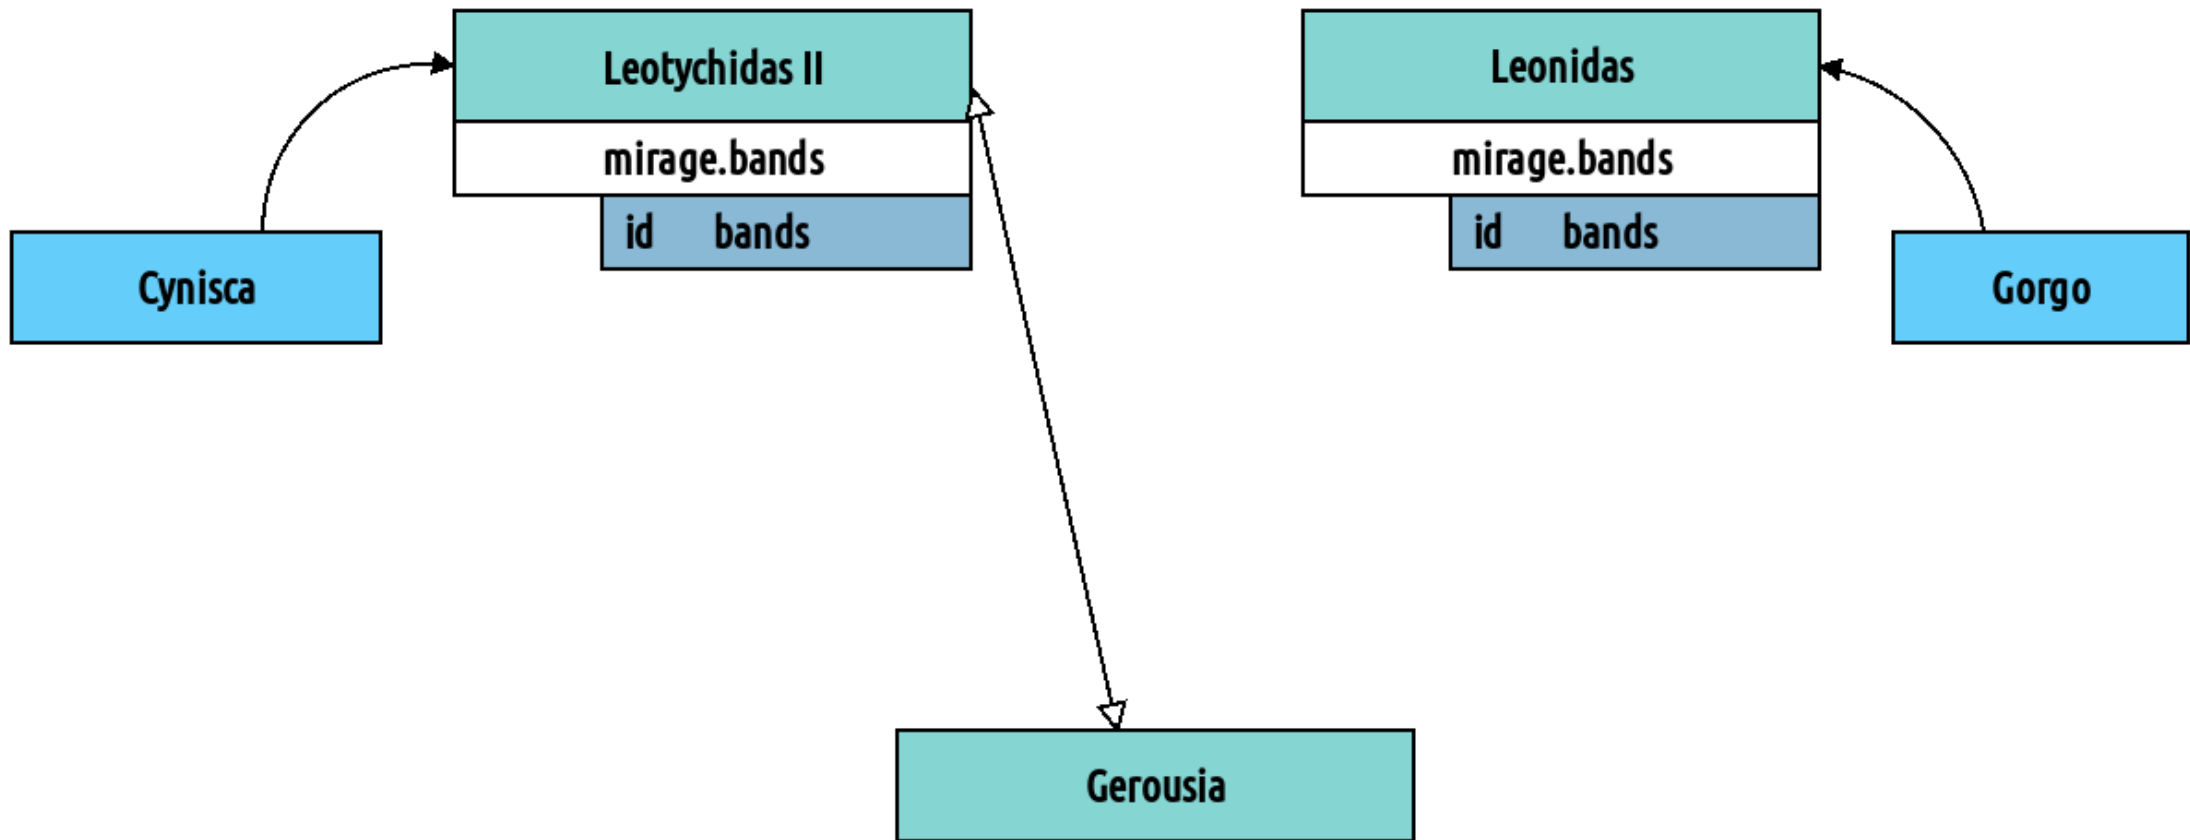 Leotychidas II
mirage.bands
id bands
Leonidas
mirage.bands
id bands
Cynisca
Gorgo
Gerousia